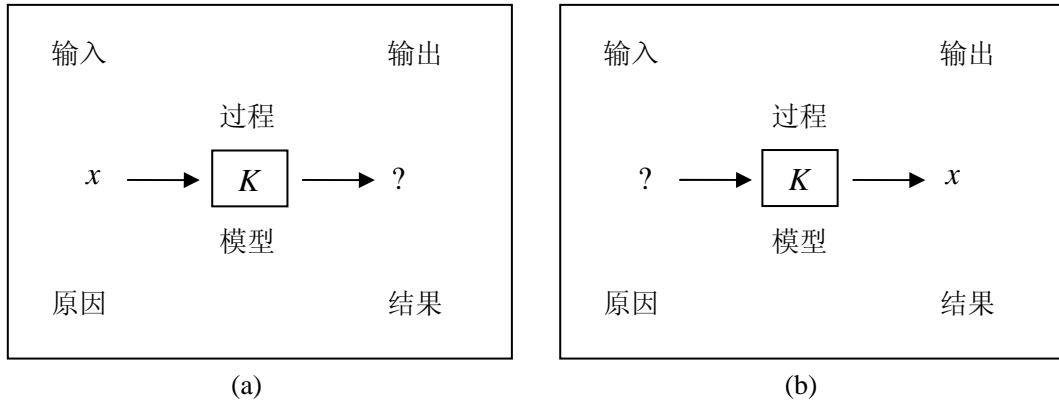 输入 输出
过程
x K ?
模型
原因 结果
(a)
输入 输出
过程
? K x
模型
原因 结果
(b)